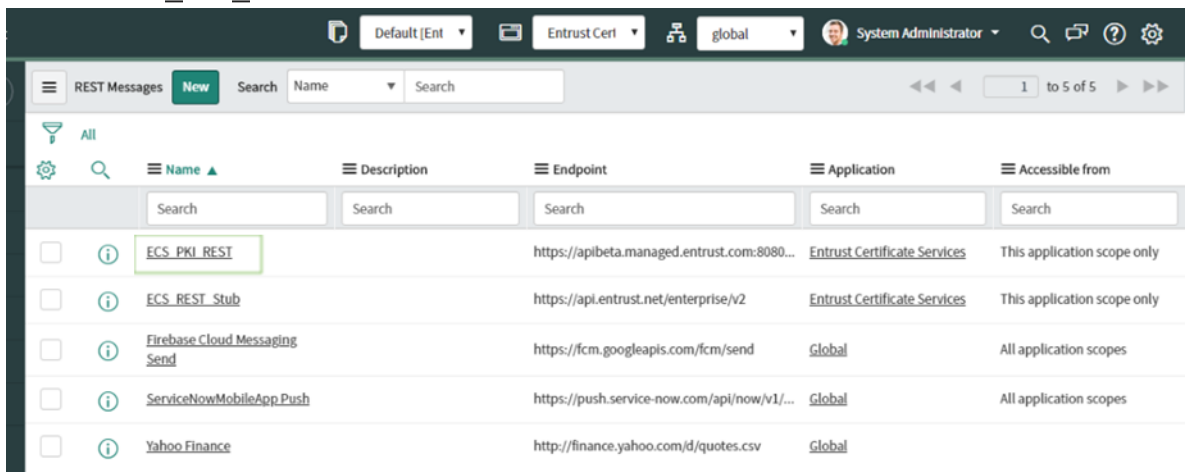 Default [Ent Entrust Cert global System Administrator
REST Messages New Search Name Search 1 to 5 of 5
All
Name Description Endpoint Application Accessible from
Search Search Search Search Search
ECS_PKI_REST https://apibeta.managed.entrust.com:8080... Entrust Certificate Services This application scope only
ECS_REST_Stub https://api.entrust.net/enterprise/v2 Entrust Certificate Services This application scope only
Firebase Cloud Messaging
Send https://fcm.googleapis.com/fcm/send Global All application scopes
ServiceNowMobileApp Push https://push.service-now.com/api/now/v1/... Global All application scopes
Yahoo Finance http://finance.yahoo.com/d/quotes.csv Global